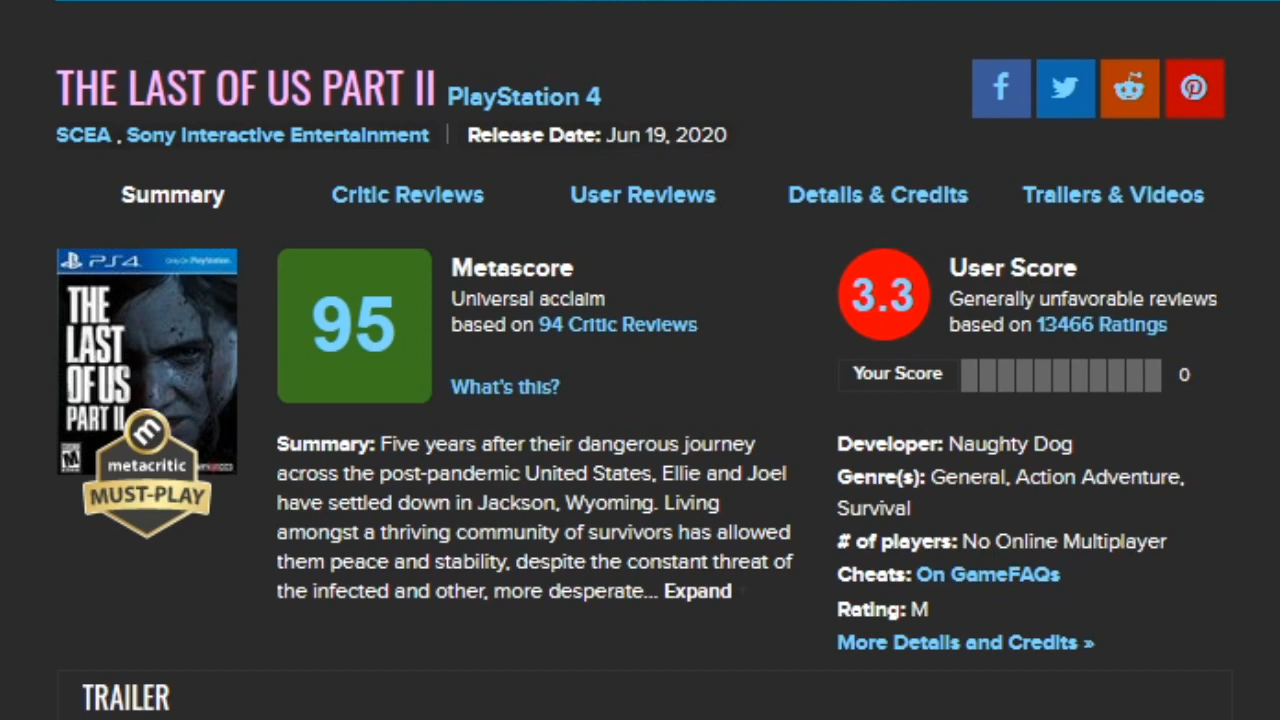 THE LAST OF US PART II PlayStation 4
SCEA , Sony Interactive Entertainment | Release Date: Jun 19, 2020
Summary Critic Reviews User Reviews Details & Credits Trailers & Videos
PS4
THE
LAST
OF US
PART II
M
metacritic
MUST-PLAY
95
Metascore
Universal acclaim
based on 94 Critic Reviews
What's this?
3.3
User Score
Generally unfavorable reviews
based on 13466 Ratings
Your Score 0
Summary: Five years after their dangerous journey
across the post-pandemic United States, Ellie and Joel
have settled down in Jackson, Wyoming. Living
amongst a thriving community of survivors has allowed
them peace and stability, despite the constant threat of
the infected and other, more desperate... Expand
Developer: Naughty Dog
Genre(s): General, Action Adventure,
Survival
# of players: No Online Multiplayer
Cheats: On GameFAQs
Rating: M
More Details and Credits »
TRAILER